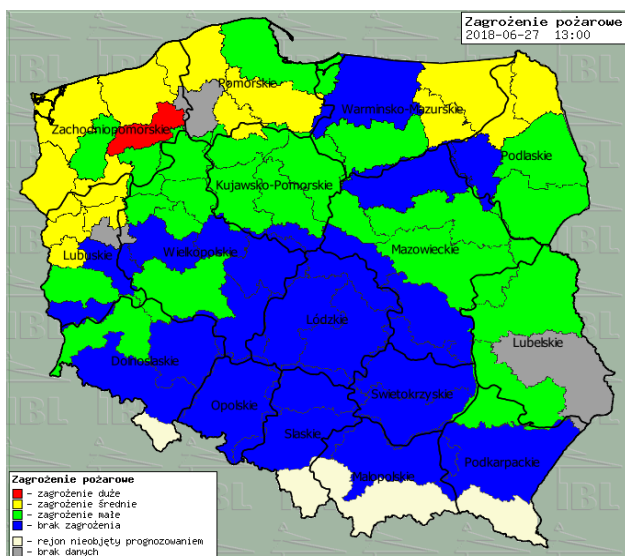 Zagrożenie pożarowe
2018-06-27 13:00
Pomorskie
Warmińsko-Mazurskie
Zachodniopomorskie
Podlaskie
Kujawsko-Pomorskie
Mazowieckie
Lubuskie
Wielkopolskie
Łódzkie
Lubelskie
Dolnośląskie
Opolskie
Świętokrzyskie
Śląskie
Małopolskie
Podkarpackie
Zagrożenie pożarowe
– zagrożenie duże
– zagrożenie średnie
– zagrożenie małe
– brak zagrożenia
– rejon nieobjęty prognozowaniem
– brak danych
IBL